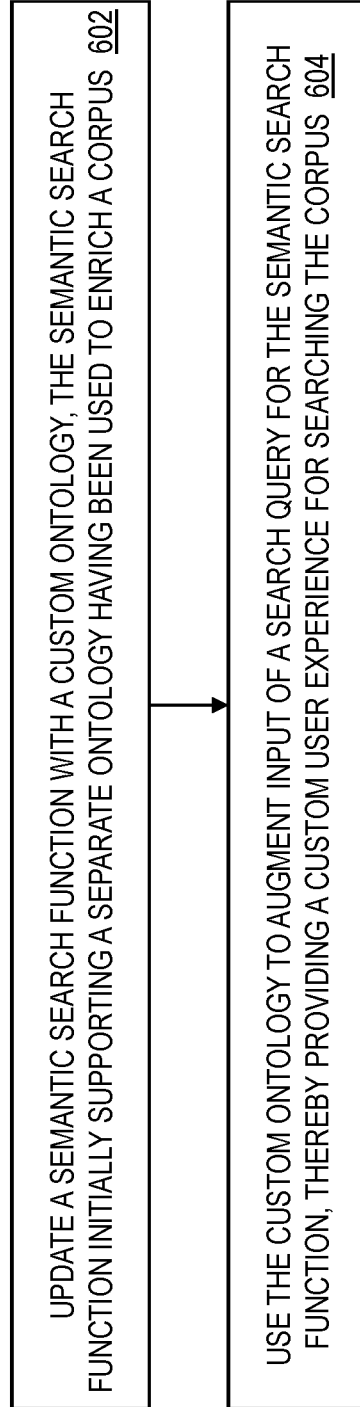 UPDATE A SEMANTIC SEARCH FUNCTION WITH A CUSTOM ONTOLOGY, THE SEMANTIC SEARCH
FUNCTION INITIALLY SUPPORTING A SEPARATE ONTOLOGY HAVING BEEN USED TO ENRICH A CORPUS 602
USE THE CUSTOM ONTOLOGY TO AUGMENT INPUT OF A SEARCH QUERY FOR THE SEMANTIC SEARCH
FUNCTION, THEREBY PROVIDING A CUSTOM USER EXPERIENCE FOR SEARCHING THE CORPUS 604